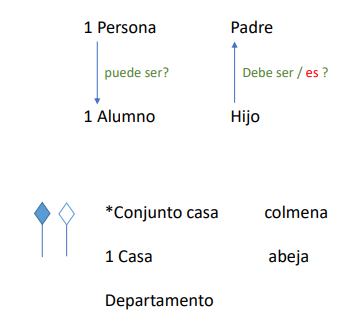 1 Persona Padre
puede ser? Debe ser / es ?
1 Alumno Hijo
*Conjunto casa colmena
1 Casa abeja
Departamento